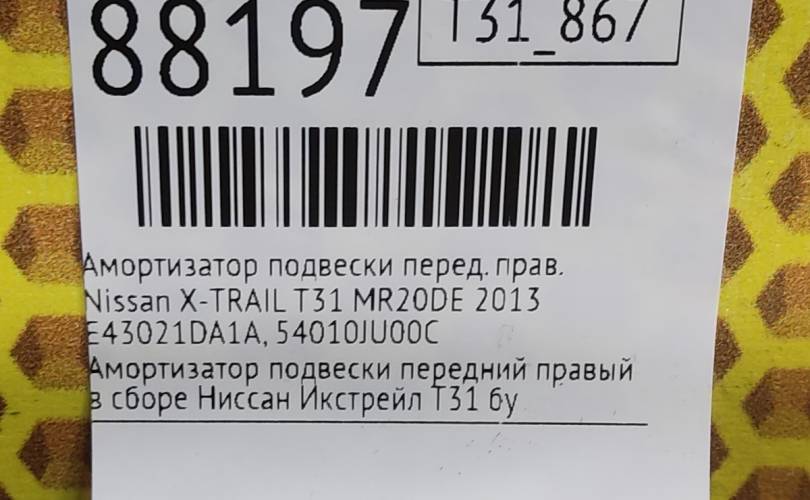 88197
T31_867
Амортизатор подвески перед. прав.
Nissan X-TRAIL T31 MR20DE 2013
E43021DA1A, 54010JU00C
Амортизатор подвески передний правый
в сборе Ниссан Икстрейл Т31 бу